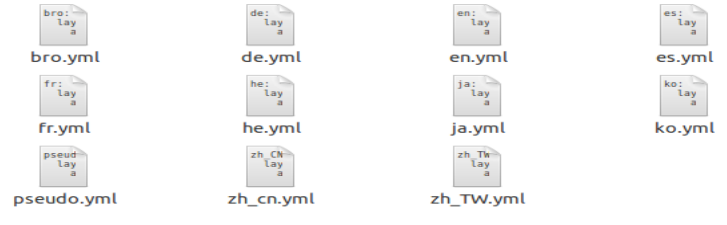 bro: de: en: es:
lay lay lay lay
a a a a
bro.yml de.yml en.yml es.yml
fr: he: ja: ko:
lay lay lay lay
a a a a
fr.yml he.yml ja.yml ko.yml
pseud zh_CN zh_TW
lay lay lay
a a a
pseudo.yml zh_cn.yml zh_TW.yml